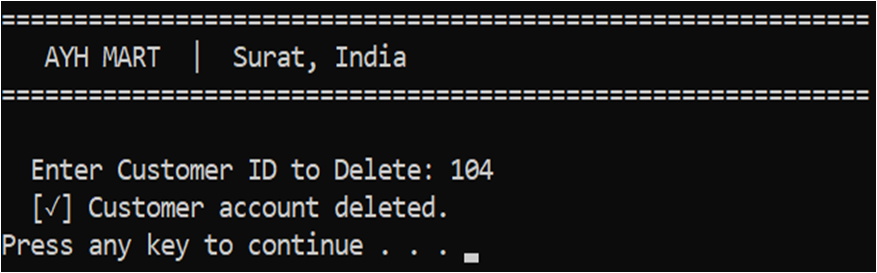 ============================================================
AYH MART | Surat, India
============================================================
Enter Customer ID to Delete: 104
[√] Customer account deleted.
Press any key to continue . . .